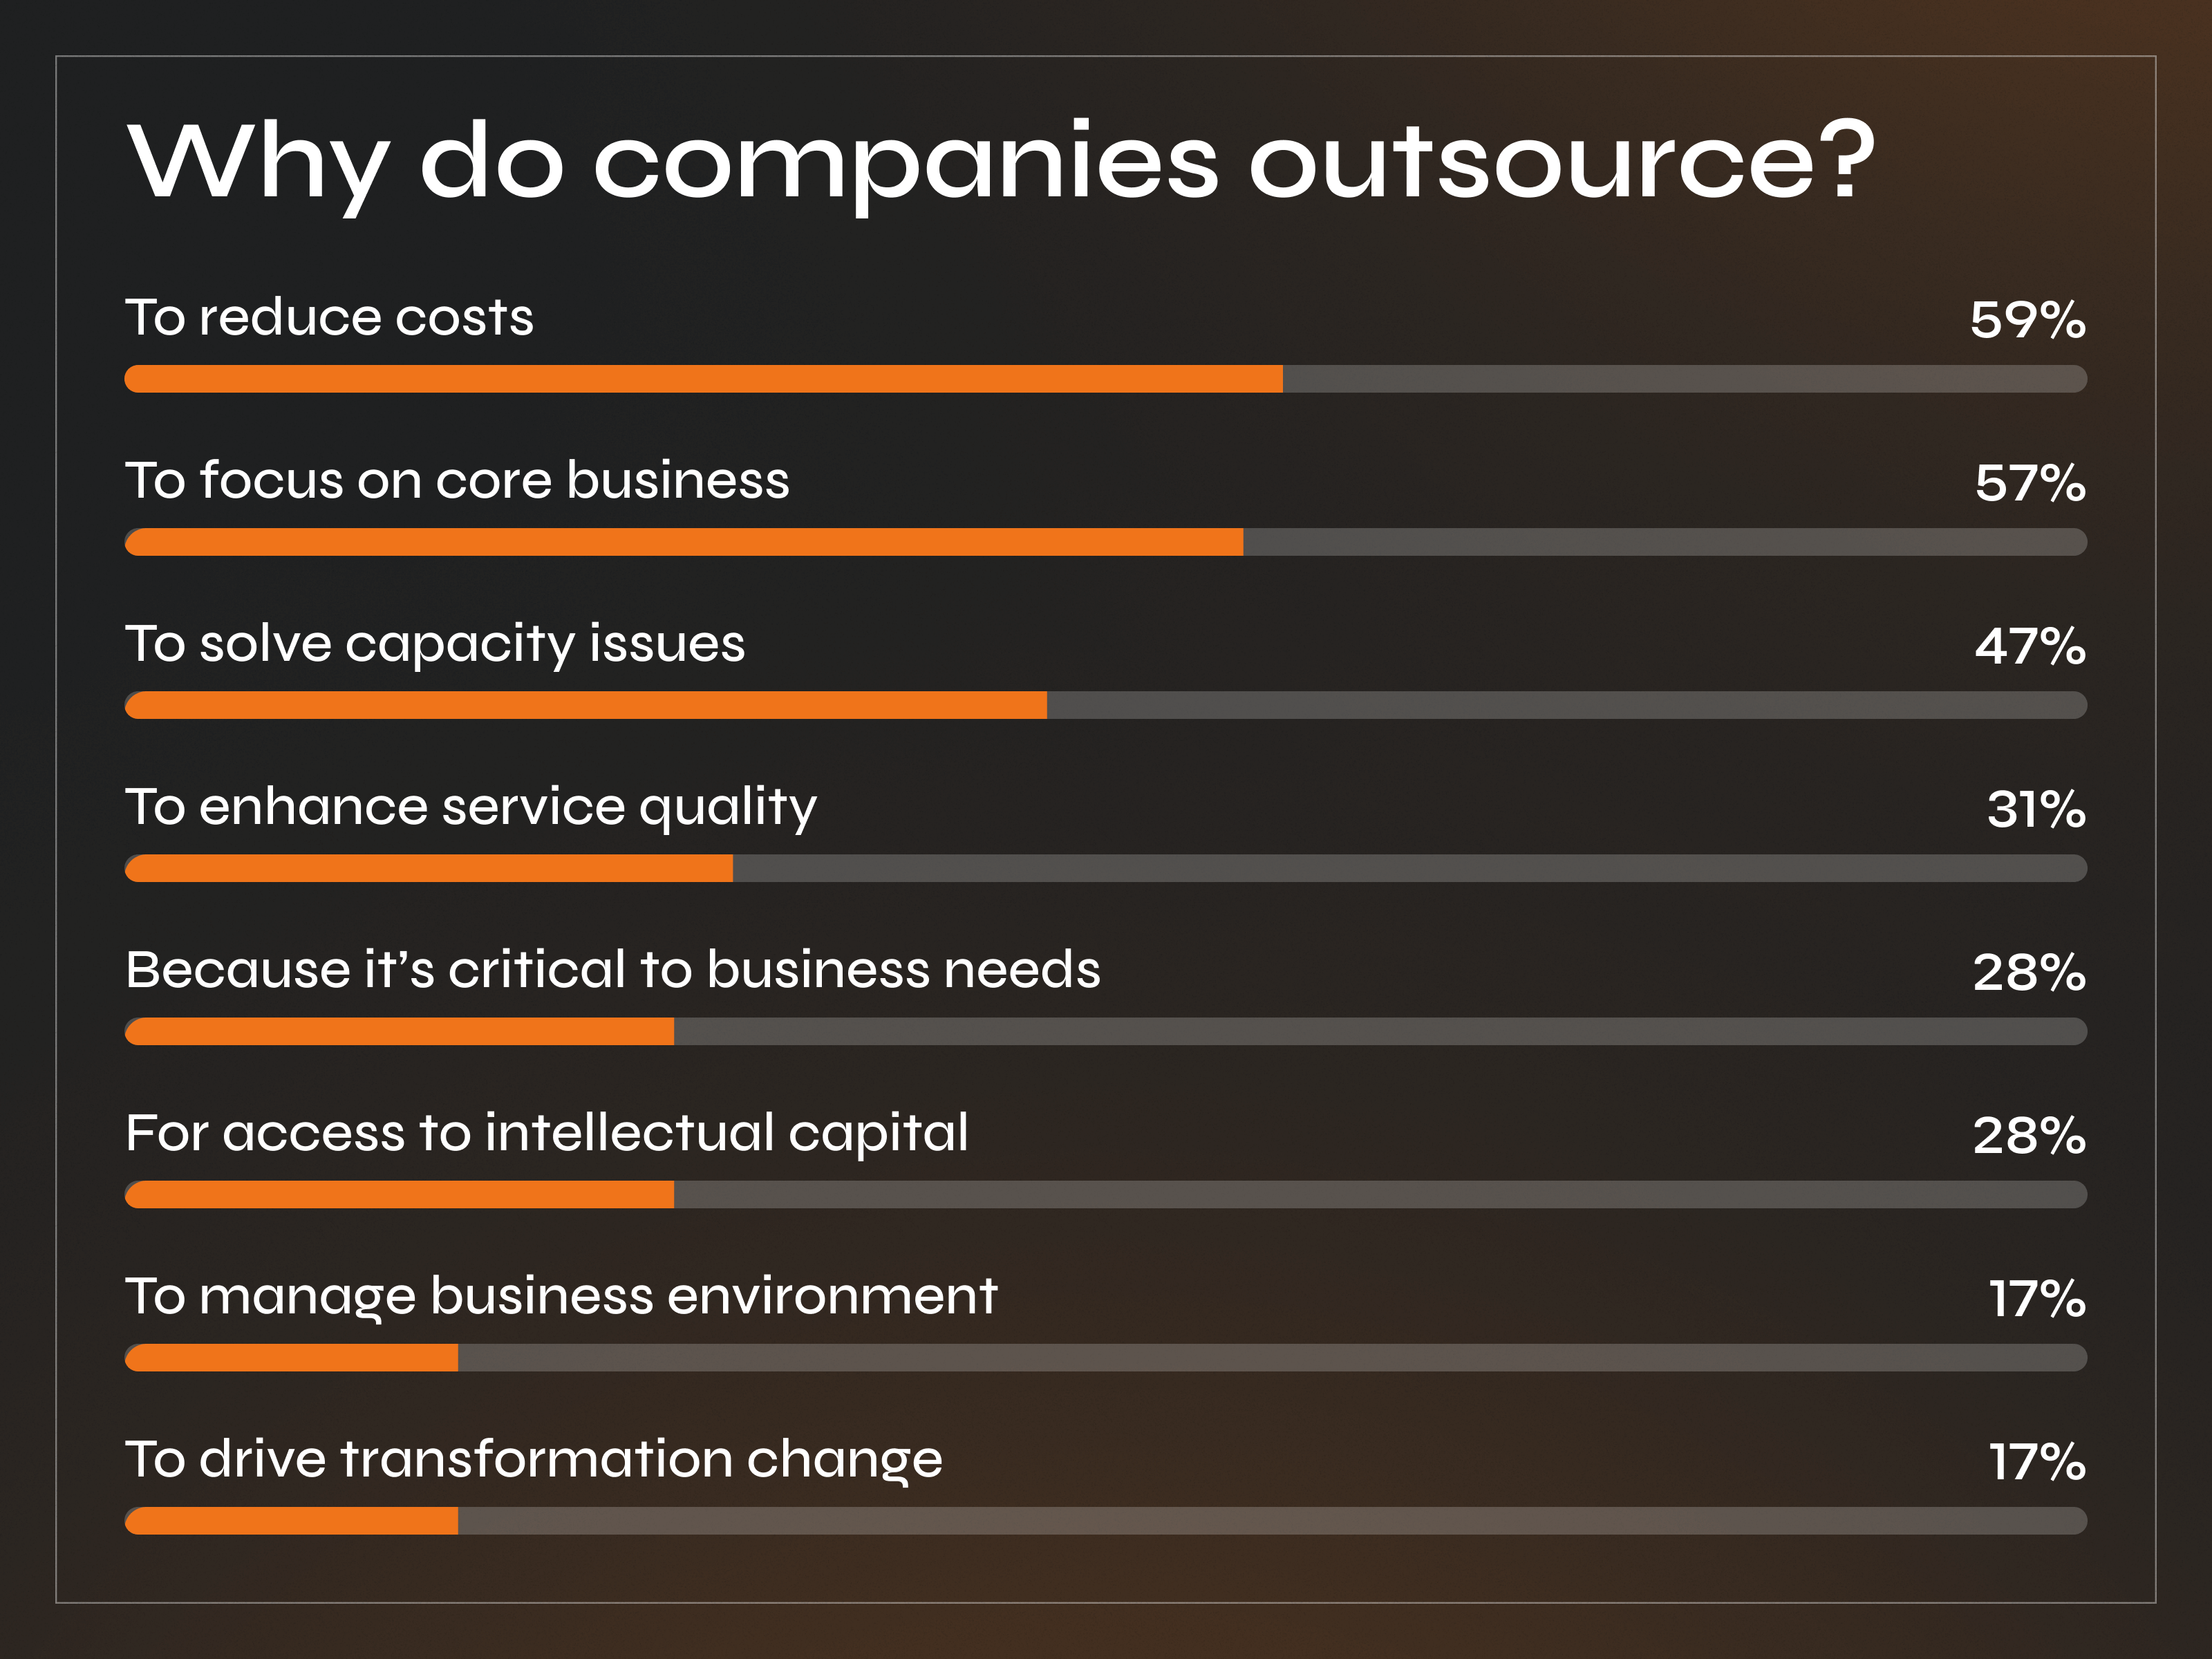 Why do companies outsource?
To reduce costs 59%
To focus on core business 57%
To solve capacity issues 47%
To enhance service quality 31%
Because it’s critical to business needs 28%
For access to intellectual capital 28%
To manage business environment 17%
To drive transformation change 17%